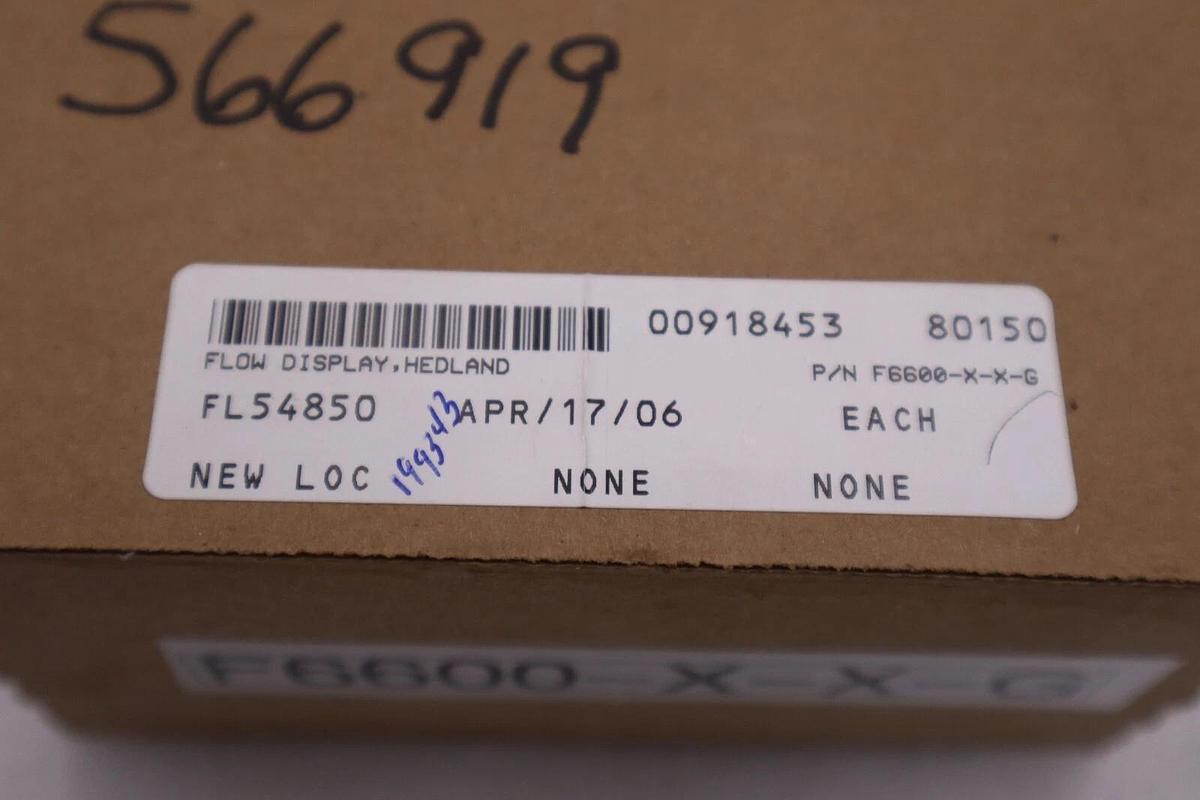 566919
00918453 80150
FLOW DISPLAY,HEDLAND P/N F6600-X-X-G
FL54850 APR/17/06 EACH
199343
NEW LOC NONE NONE
F6600-X-X-G